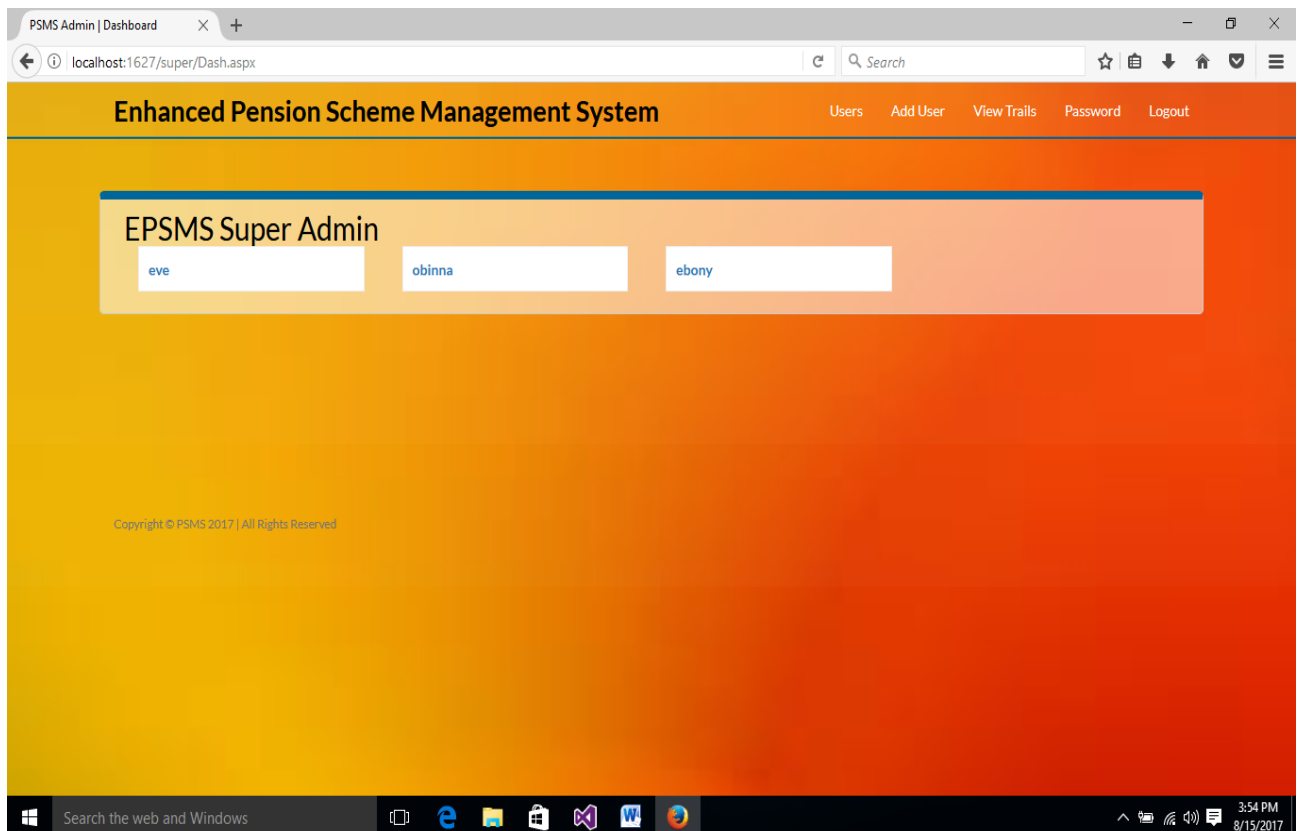 PSMS Admin | Dashboard
localhost:1627/super/Dash.aspx
Search
Enhanced Pension Scheme Management System
Users Add User View Trails Password Logout
EPSMS Super Admin
eve obinna ebony
Copyright © PSMS 2017 | All Rights Reserved
Search the web and Windows
3:54 PM
8/15/2017